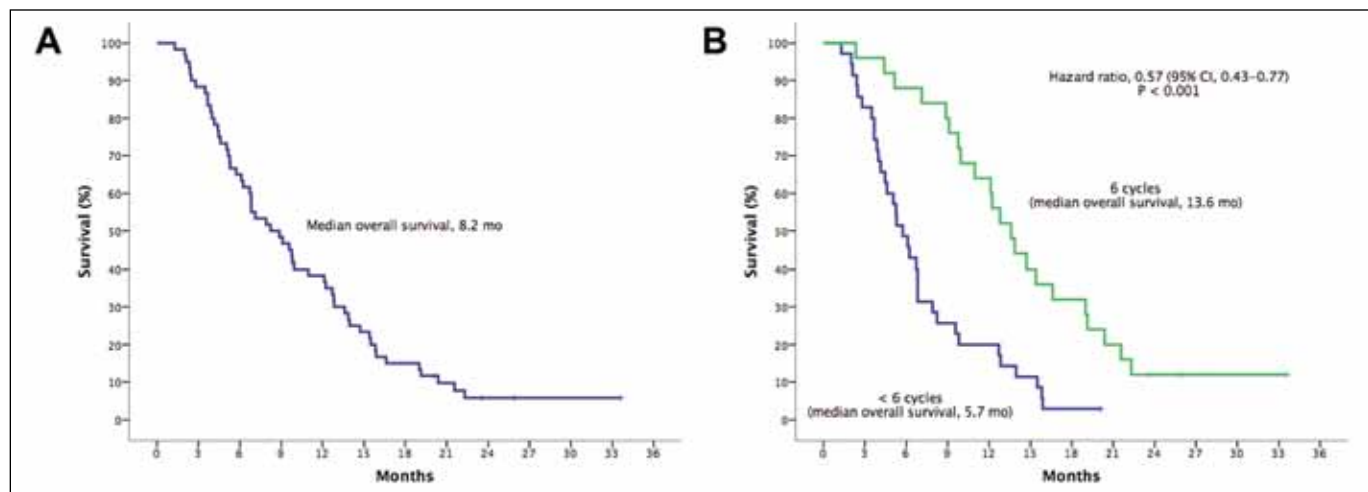 A
Survival (%)
100
90
80
70
60
50
40
30
20
10
0
Median overall survival, 8.2 mo
0 3 6 9 12 15 18 21 24 27 30 33 36
Months
B
Survival (%)
100
90
80
70
60
50
40
30
20
10
0
Hazard ratio, 0.57 (95% CI, 0.43–0.77)
P < 0.001
6 cycles
(median overall survival, 13.6 mo)
< 6 cycles
(median overall survival, 5.7 mo)
0 3 6 9 12 15 18 21 24 27 30 33 36
Months